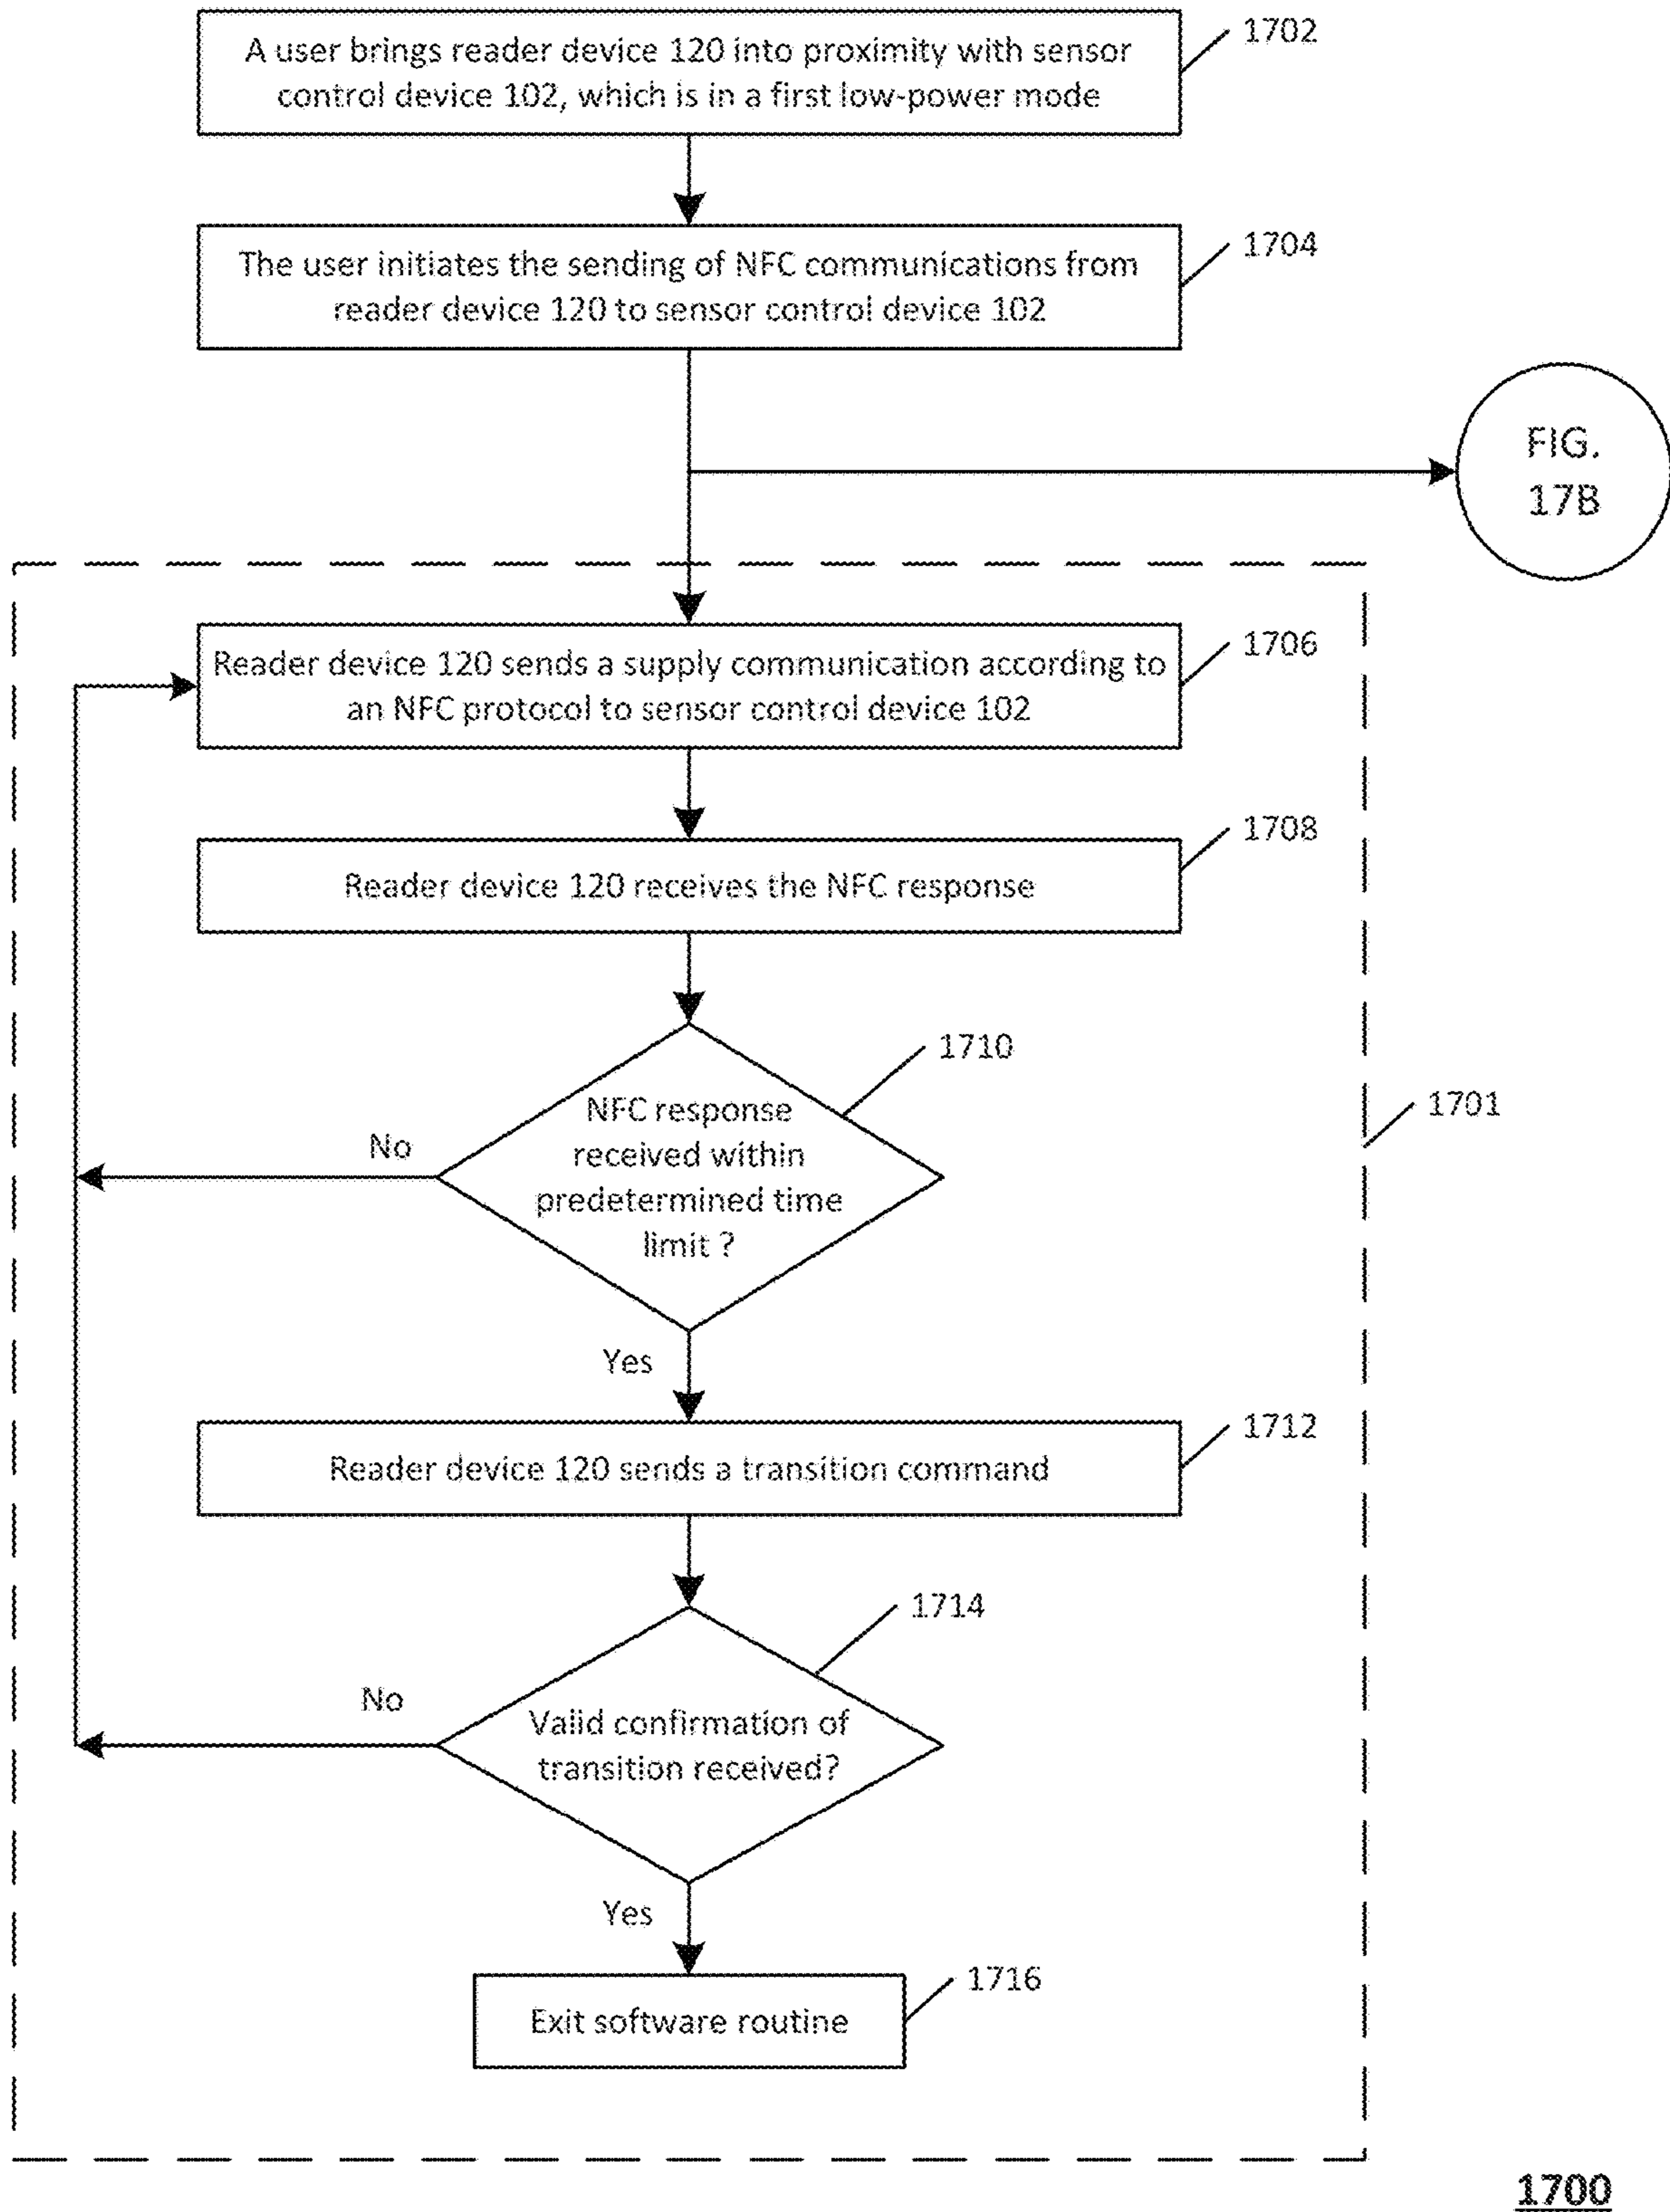 A user brings reader device 120 into proximity with sensor
control device 102, which is in a first low-power mode
1702
The user initiates the sending of NFC communications from
reader device 120 to sensor control device 102
1704
FIG.
17B
Reader device 120 sends a supply communication according to
an NFC protocol to sensor control device 102
1706
Reader device 120 receives the NFC response
1708
NFC response
received within
predetermined time
limit ?
1710
No
1701
Yes
Reader device 120 sends a transition command
1712
Valid confirmation of
transition received?
1714
No
Yes
Exit software routine
1716
1700